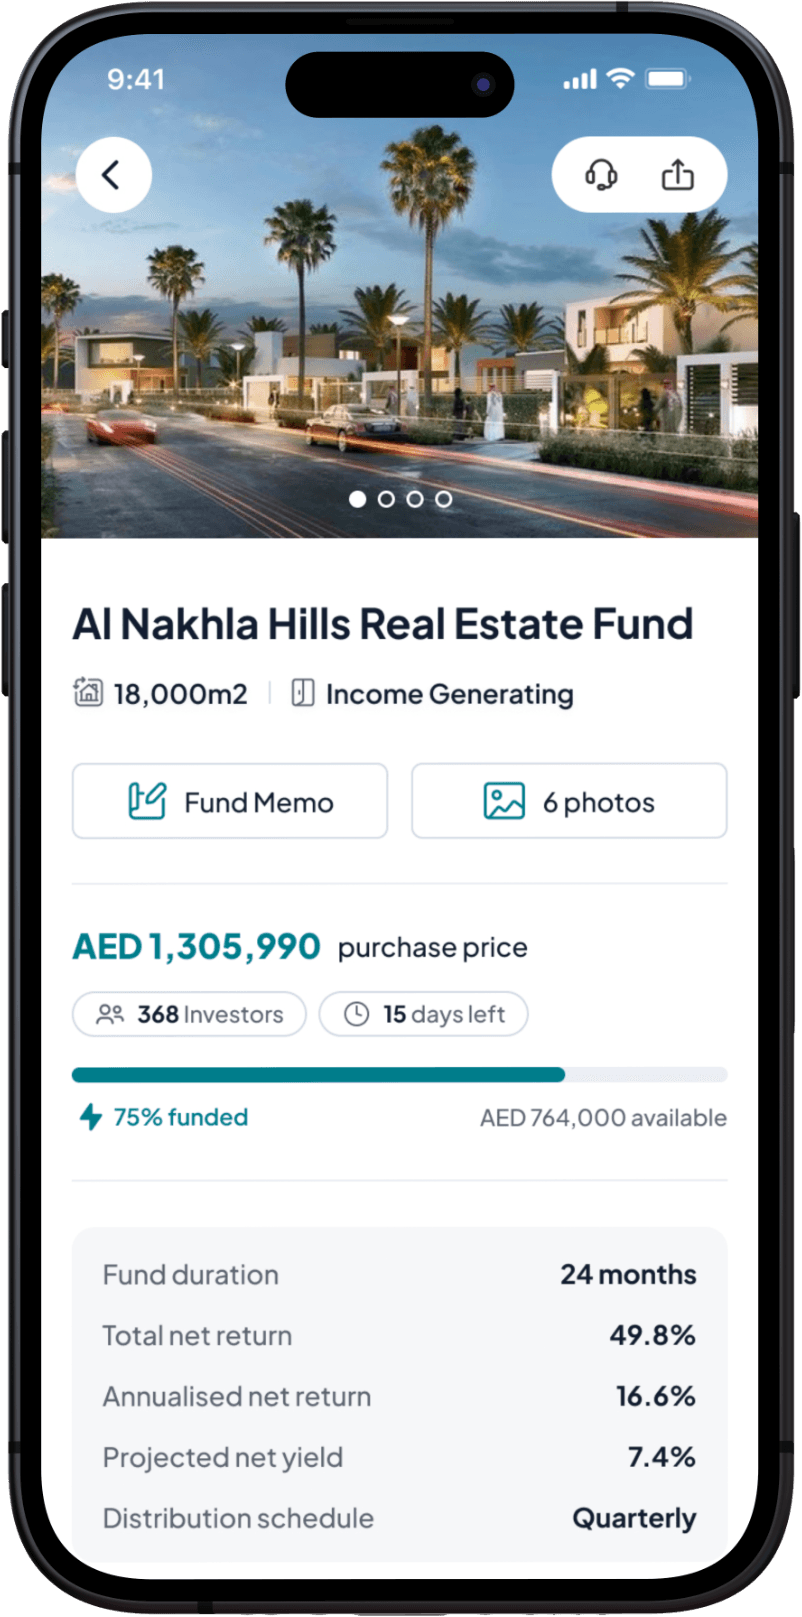 9:41
Al Nakhla Hills Real Estate Fund
18,000m2 Income Generating
Fund Memo 6 photos
AED 1,305,990 purchase price
368 Investors 15 days left
75% funded AED 764,000 available
Fund duration 24 months
Total net return 49.8%
Annualised net return 16.6%
Projected net yield 7.4%
Distribution schedule Quarterly